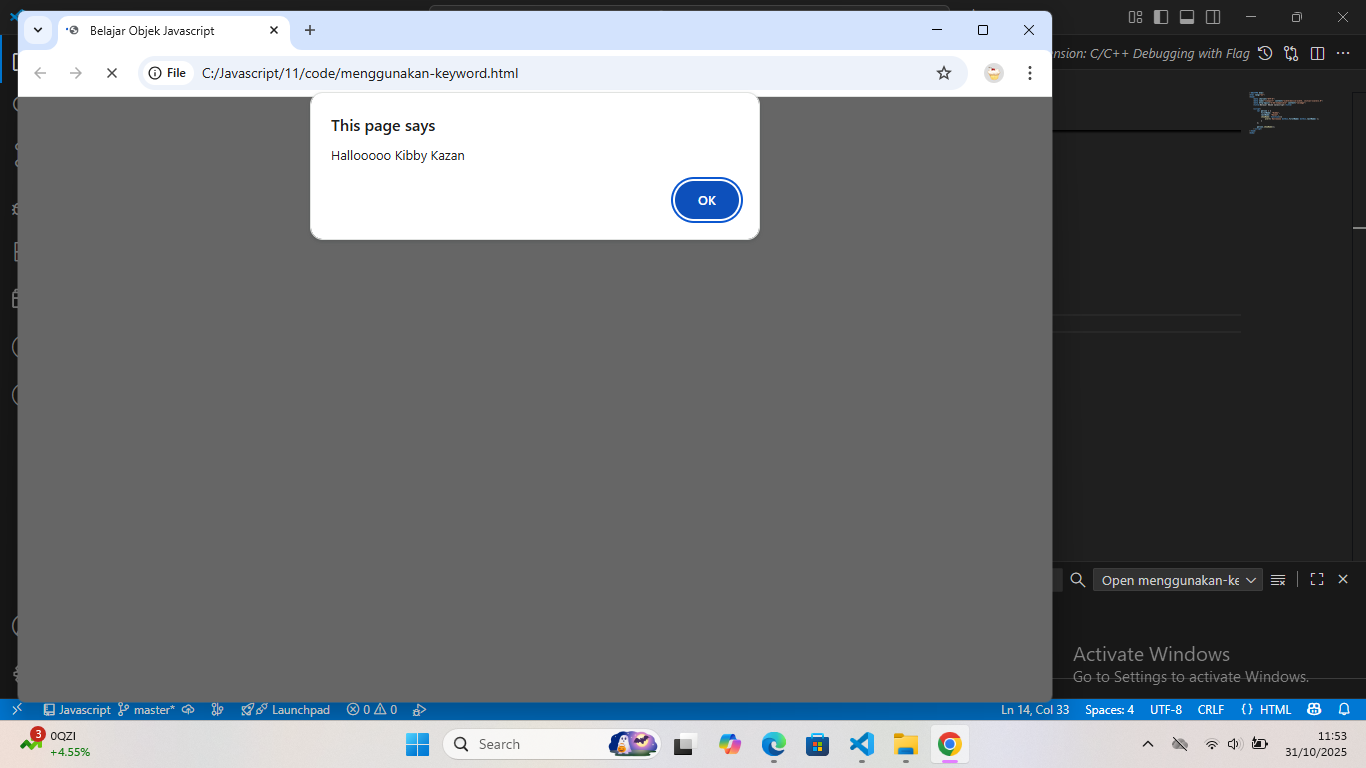 Belajar Objek Javascript
File
C:/Javascript/11/code/menggunakan-keyword.html
This page says
Hallooooo Kibby Kazan
OK
nsion: C/C++ Debugging with Flag
Open menggunakan-ke
Activate Windows
Go to Settings to activate Windows.
Javascript
master*
Launchpad
0
0
Ln 14, Col 33
Spaces: 4
UTF-8
CRLF
{} HTML
3
0QZI
+4.55%
Search
11:53
31/10/2025